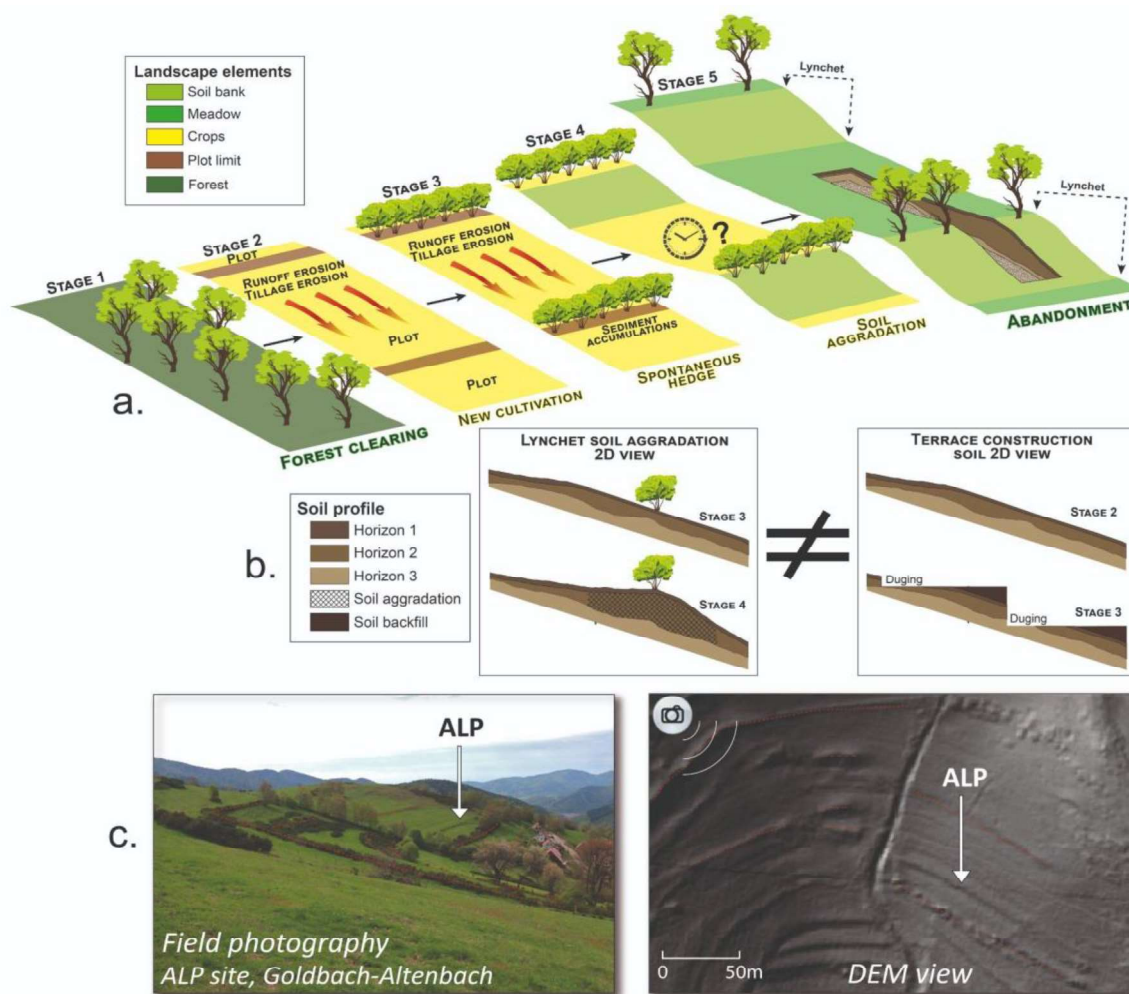 Landscape elements
Soil bank
Meadow
Crops
Plot limit
Forest
STAGE 1
FOREST CLEARING
STAGE 2
PLOT
RUNOFF EROSION
TILLAGE EROSION
PLOT
PLOT
NEW CULTIVATION
STAGE 3
RUNOFF EROSION
TILLAGE EROSION
SEDIMENT
ACCUMULATIONS
SPONTANEOUS
HEDGE
STAGE 4
?
SOIL
AGGRADATION
STAGE 5
Lynchet
Lynchet
ABANDONMENT
a.
b.
Soil profile
Horizon 1
Horizon 2
Horizon 3
Soil aggradation
Soil backfill
LYNCHET SOIL AGGRADATION
2D VIEW
STAGE 3
STAGE 4
≠
TERRACE CONSTRUCTION
SOIL 2D VIEW
STAGE 2
Duging
Duging
STAGE 3
c.
ALP
Field photography
ALP site, Goldbach-Altenbach
ALP
0 50m
DEM view